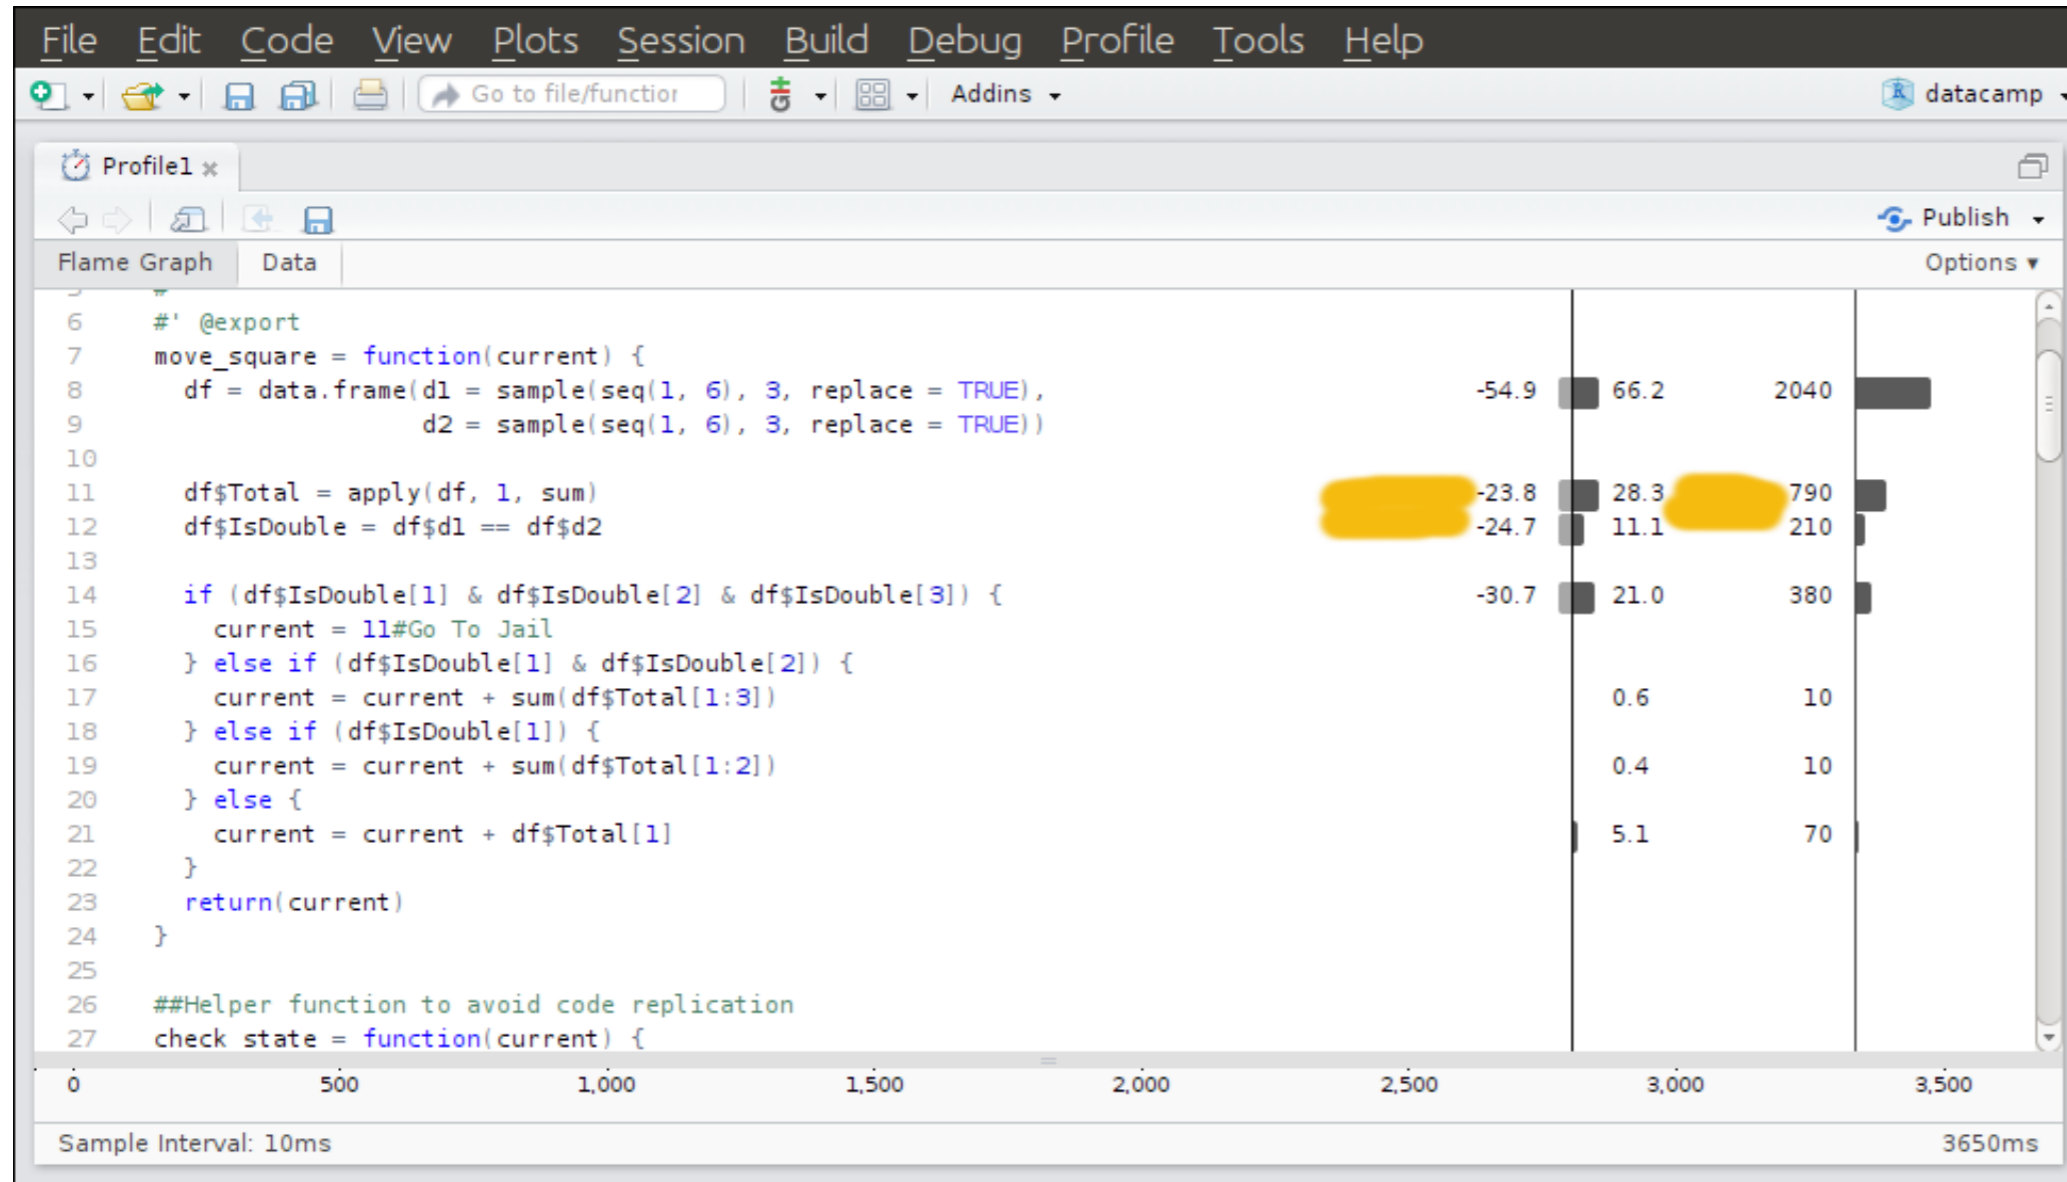 File Edit Code View Plots Session Build Debug Profile Tools Help
Go to file/function Addins datacamp
Profile1
Publish
Flame Graph Data Options
6 #' @export
7 move_square = function(current) {
8 df = data.frame(d1 = sample(seq(1, 6), 3, replace = TRUE), -54.9 66.2 2040
9 d2 = sample(seq(1, 6), 3, replace = TRUE))
10
11 df$Total = apply(df, 1, sum) -23.8 28.3 790
12 df$IsDouble = df$d1 == df$d2 -24.7 11.1 210
13
14 if (df$IsDouble[1] & df$IsDouble[2] & df$IsDouble[3]) { -30.7 21.0 380
15 current = 11#Go To Jail
16 } else if (df$IsDouble[1] & df$IsDouble[2]) {
17 current = current + sum(df$Total[1:3]) 0.6 10
18 } else if (df$IsDouble[1]) {
19 current = current + sum(df$Total[1:2]) 0.4 10
20 } else {
21 current = current + df$Total[1] 5.1 70
22 }
23 return(current)
24 }
25
26 ##Helper function to avoid code replication
27 check state = function(current) {
0 500 1,000 1,500 2,000 2,500 3,000 3,500
Sample Interval: 10ms 3650ms